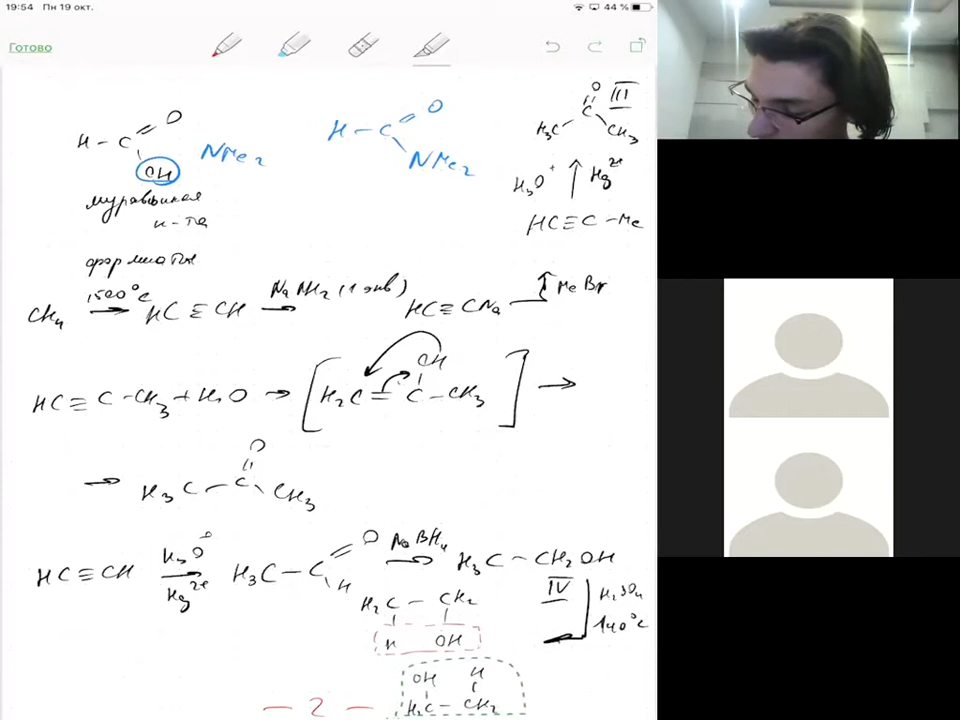 19:54 Пн 19 окт.
44 %
Готово
O
H – C
OH
NMe2
муравьиная
к-та
O
H – C
NMe2
O
III
C
H3C CH3
H3O+
Hg2+
HC≡C –Me
форматы
1500°C
CH4 → HC≡CH
NaNH2 (1 экв)
HC≡CNa
MeBr
HC≡C–CH3 + H2O → [H2C=C–CH3] →
OH
O
→ H3C – C – CH3
HC≡CH
H3O⊕
Hg2+
H3C – C
O
H
NaBH4
H3C – CH2OH
IV
H2SO4
140°C
H2C – CH2
H OH
OH H
H2C – CH2
– 2 –